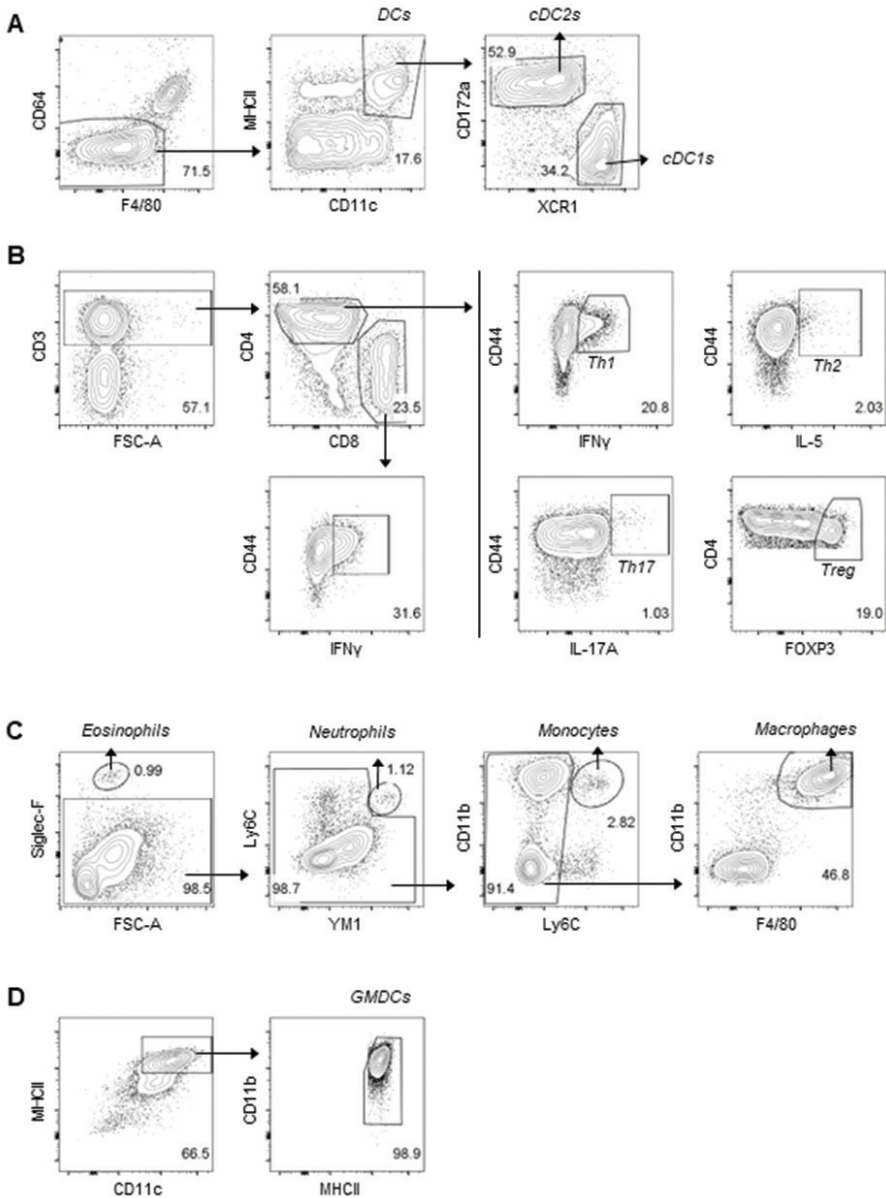 A
DCs
cDC2s
CD64
71.5
F4/80
MHCII
17.6
CD11c
52.9
CD172a
34.2
XCR1
cDC1s
B
CD3
57.1
FSC-A
58.1
CD4
23.5
CD8
CD44
Th1
20.8
IFNγ
CD44
Th2
2.03
IL-5
CD44
31.6
IFNγ
CD44
Th17
1.03
IL-17A
CD4
Treg
19.0
FOXP3
C
Eosinophils
Neutrophils
Monocytes
Macrophages
Siglec-F
0.99
98.5
FSC-A
Ly6C
1.12
98.7
YM1
CD11b
2.82
91.4
Ly6C
CD11b
46.8
F4/80
D
GMDCs
MHCII
66.5
CD11c
CD11b
98.9
MHCII